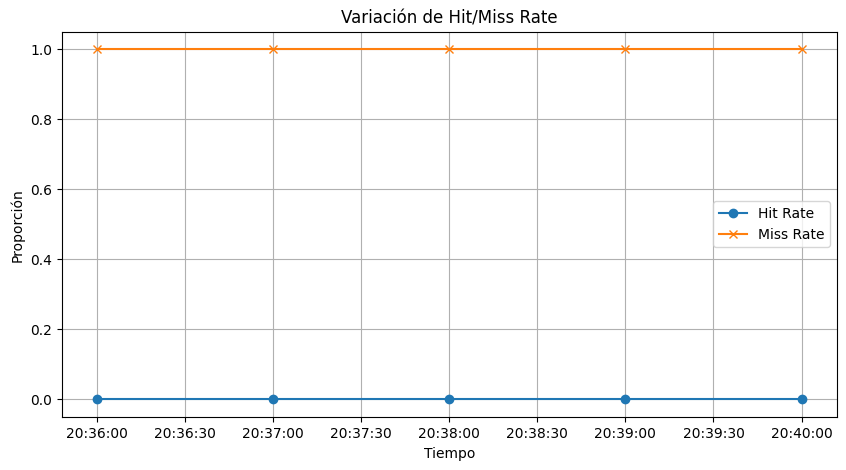 Variación de Hit/Miss Rate
Proporción
1.0
0.8
0.6
0.4
0.2
0.0
Hit Rate
Miss Rate
20:36:00 20:36:30 20:37:00 20:37:30 20:38:00 20:38:30 20:39:00 20:39:30 20:40:00
Tiempo